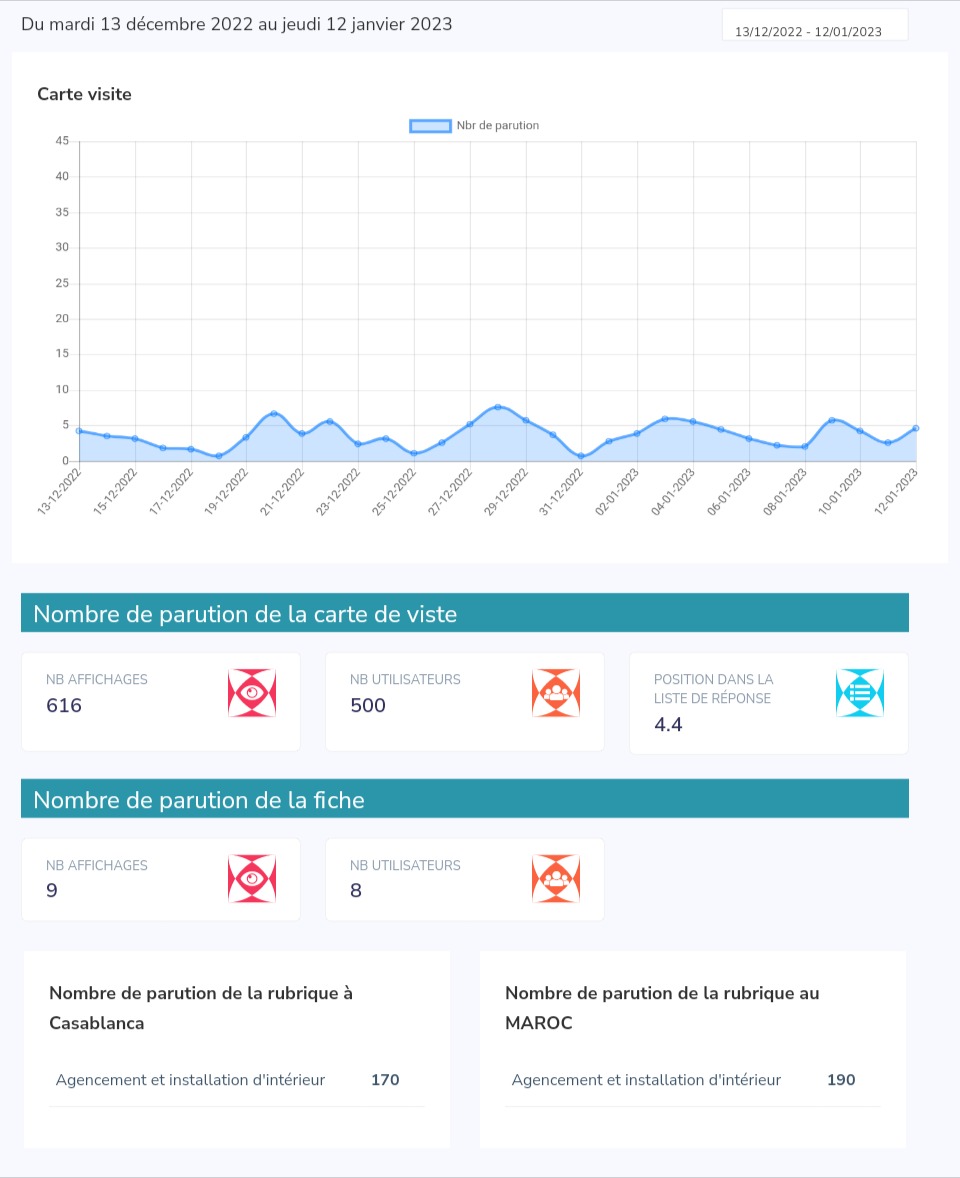 Du mardi 13 décembre 2022 au jeudi 12 janvier 2023
13/12/2022 - 12/01/2023
Carte visite
Nbr de parution
45
40
35
30
25
20
15
10
5
0
13-12-2022
15-12-2022
17-12-2022
19-12-2022
21-12-2022
23-12-2022
25-12-2022
27-12-2022
29-12-2022
31-12-2022
02-01-2023
04-01-2023
06-01-2023
08-01-2023
10-01-2023
12-01-2023
Nombre de parution de la carte de viste
NB AFFICHAGES
616
NB UTILISATEURS
500
POSITION DANS LA
LISTE DE RÉPONSE
4.4
Nombre de parution de la fiche
NB AFFICHAGES
9
NB UTILISATEURS
8
Nombre de parution de la rubrique à
Casablanca
Agencement et installation d'intérieur 170
Nombre de parution de la rubrique au
MAROC
Agencement et installation d'intérieur 190